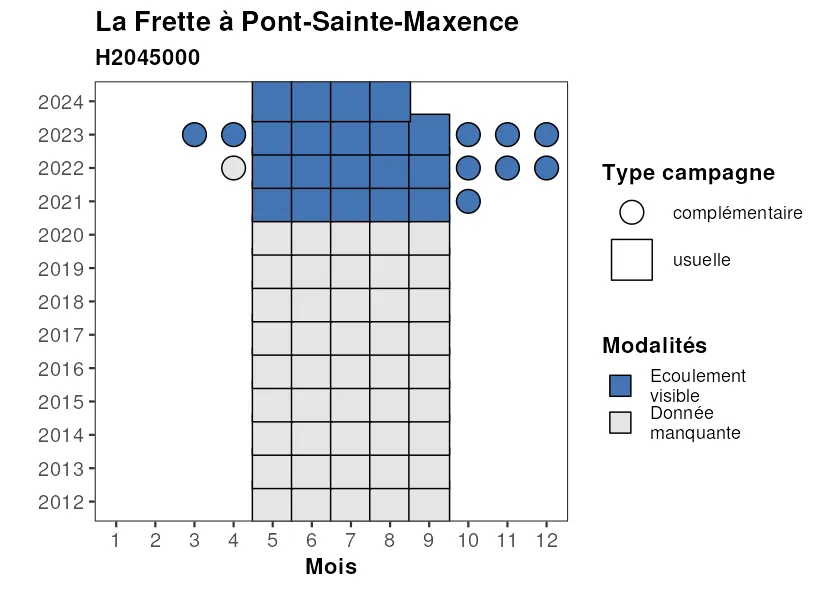 La Frette à Pont-Sainte-Maxence
H2045000
2024
2023
2022
2021
2020
2019
2018
2017
2016
2015
2014
2013
2012
1 2 3 4 5 6 7 8 9 10 11 12
Mois
Type campagne
complémentaire
usuelle
Modalités
Ecoulement
visible
Donnée
manquante